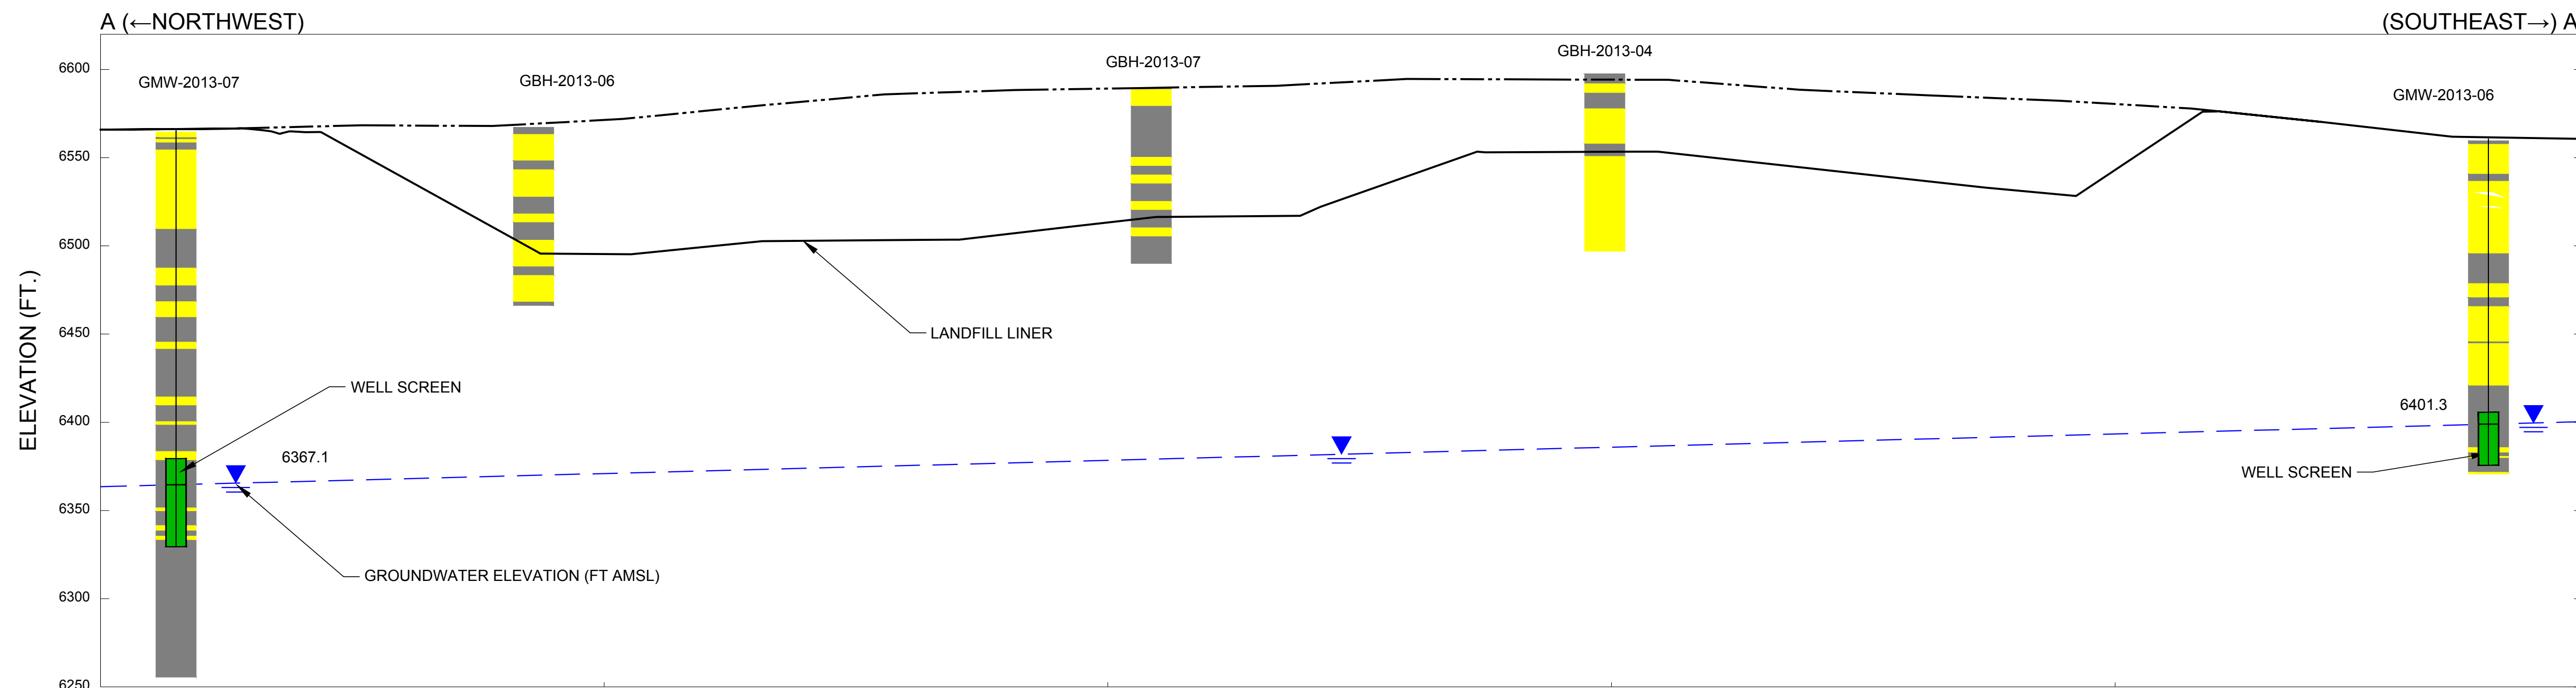 A (←NORTHWEST)
(SOUTHEAST→) A
GBH-2013-04
GBH-2013-07
6600
GMW-2013-07
GBH-2013-06
GMW-2013-06
6550
6500
ELEVATION (FT.)
6450
LANDFILL LINER
WELL SCREEN
6401.3
6400
6367.1
WELL SCREEN
6350
GROUNDWATER ELEVATION (FT AMSL)
6300
6250